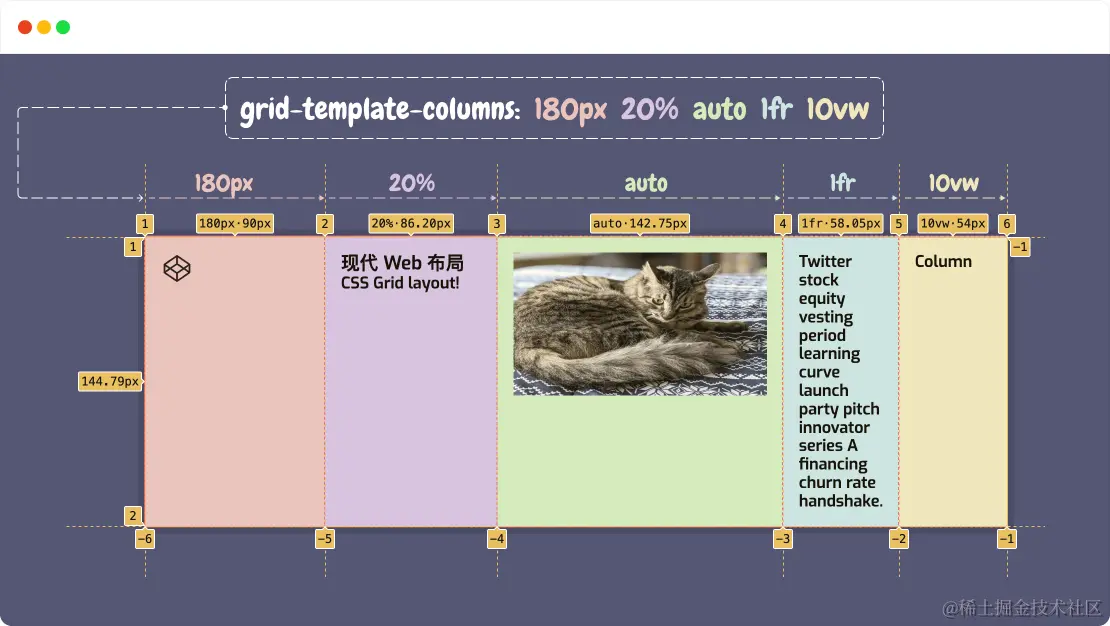 grid-template-columns: 180px 20% auto 1fr 10vw
180px 20% auto 1fr 10vw
1 180px·90px 2 20%·86.20px 3 auto·142.75px 4 1fr·58.05px 5 10vw·54px 6
1 -1
现代 Web 布局
CSS Grid layout!
Twitter
stock
equity
vesting
period
learning
curve
launch
party pitch
innovator
series A
financing
churn rate
handshake.
Column
144.79px
2
-6 -5 -4 -3 -2 -1
@稀土掘金技术社区